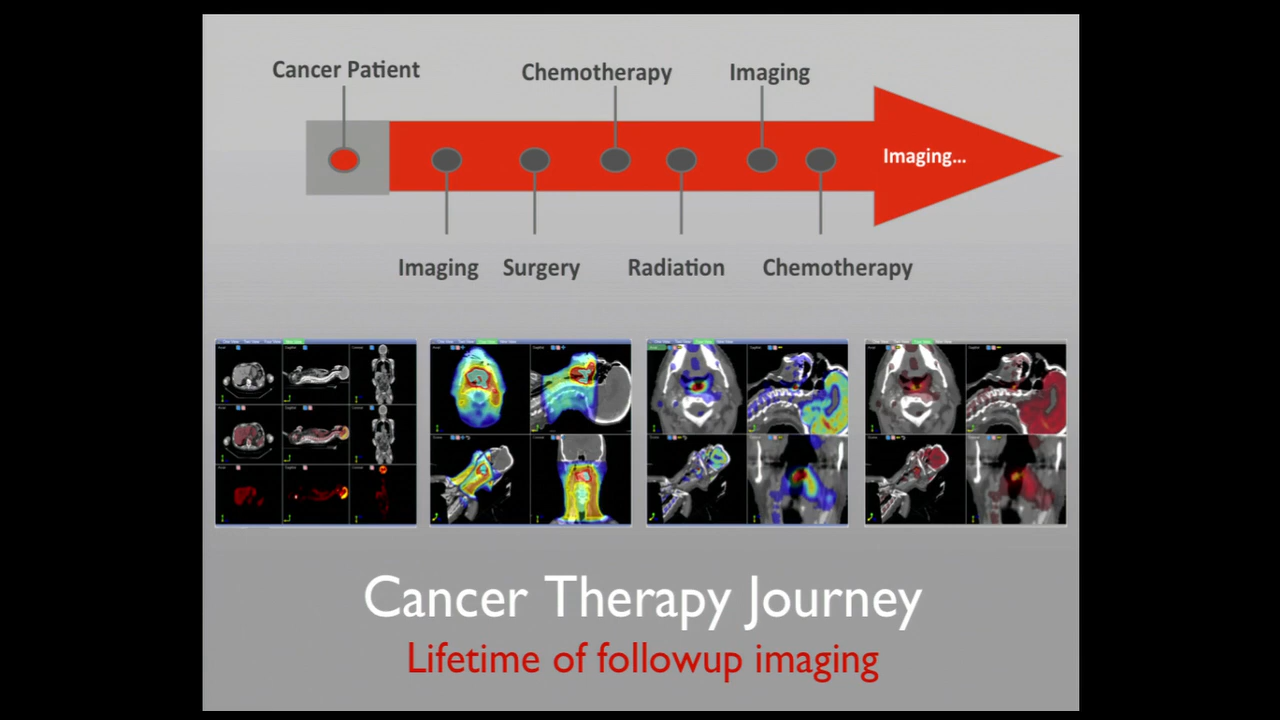 Cancer Patient
Chemotherapy
Imaging
Imaging...
Imaging
Surgery
Radiation
Chemotherapy
Cancer Therapy Journey
Lifetime of followup imaging